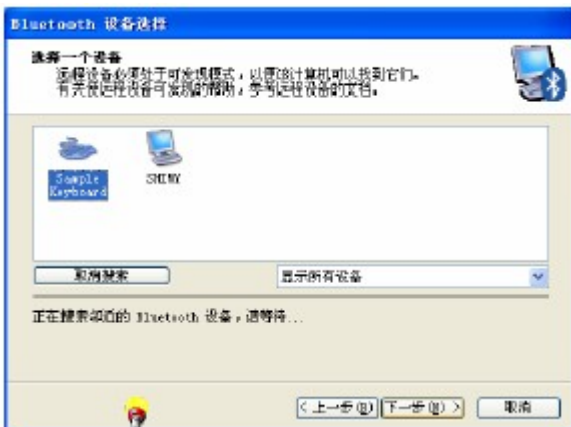 Bluetooth 设备选择
选择一个设备
远程设备必须处于可发现模式，以便该计算机可以找到它们。
有关使远程设备可发现的帮助，参考远程设备的文档。
Sample
Keyboard
SHINY
取消搜索
显示所有设备
正在搜索邻近的 Bluetooth 设备，请等待...
< 上一步(B)
下一步(N) >
取消